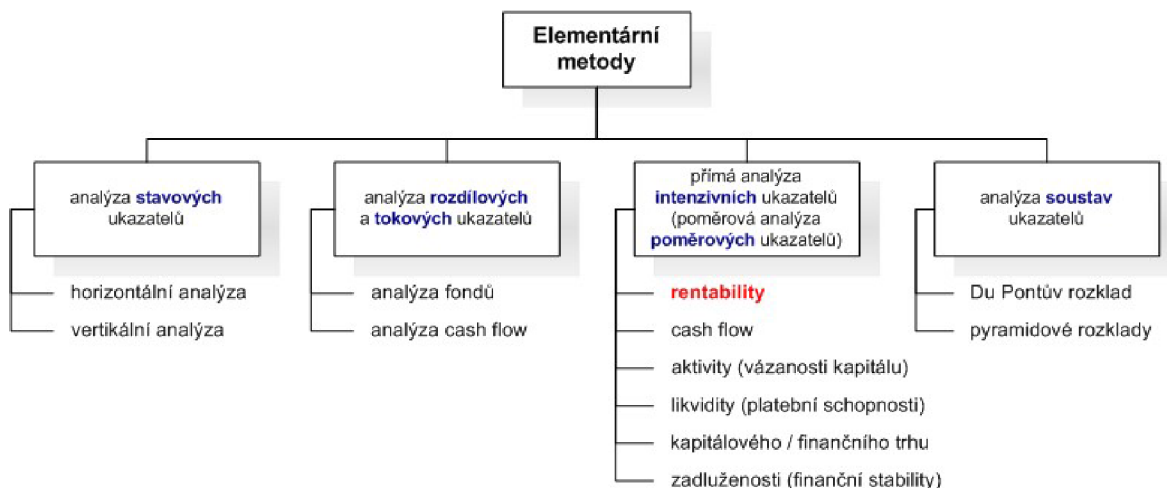 Elementární
metody
analýza stavových
ukazatelů
horizontální analýza
vertikální analýza
analýza rozdílových
a tokových ukazatelů
analýza fondů
analýza cash flow
přímá analýza
intenzivních ukazatelů
(poměrová analýza
poměrových ukazatelů)
rentability
cash flow
aktivity (vázanosti kapitálu)
likvidity (platební schopnosti)
kapitálového / finančního trhu
zadluženosti (finanční stability)
analýza soustav
ukazatelů
Du Pontův rozklad
pyramidové rozklady